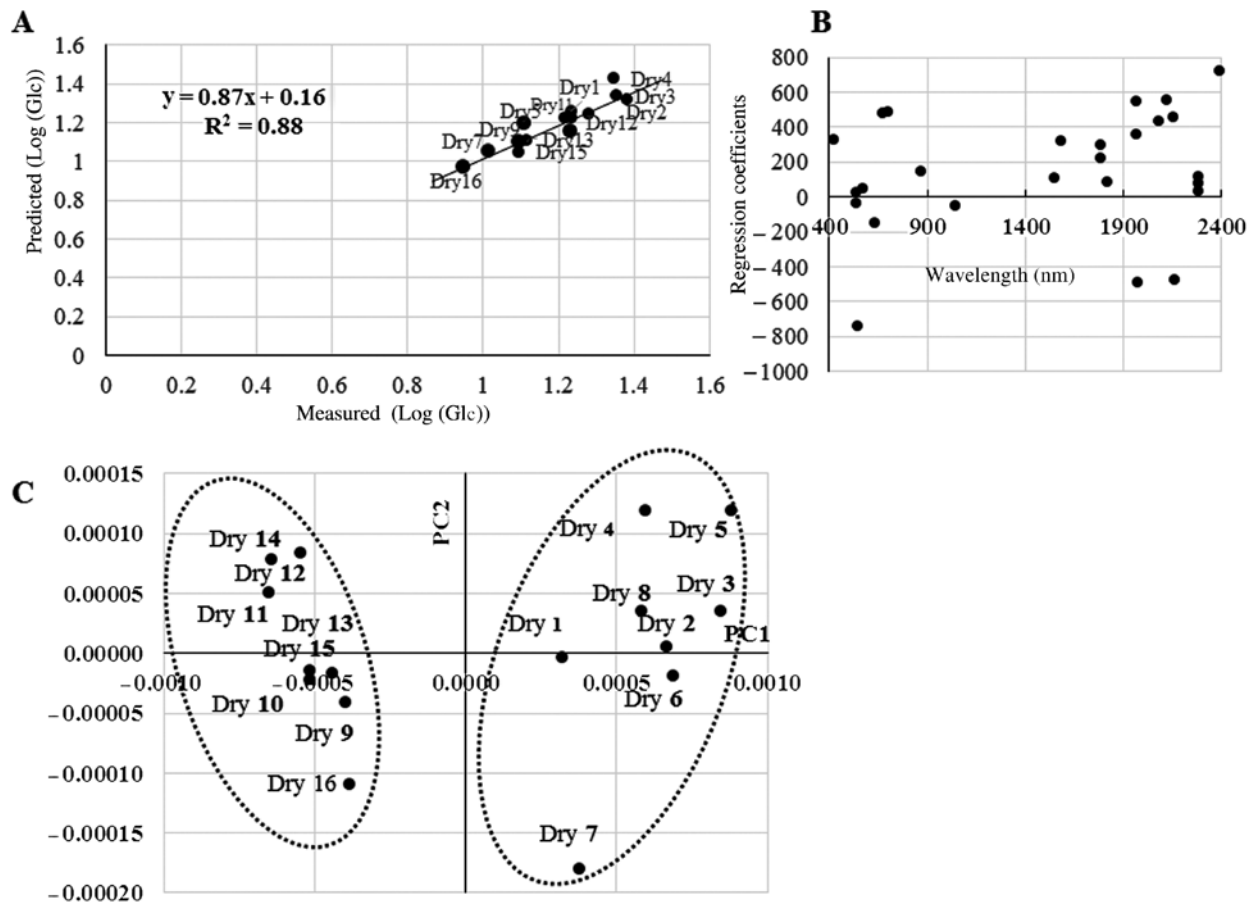 A
Predicted (Log (Glc))
1.6
1.4
1.2
1
0.8
0.6
0.4
0.2
0
y = 0.87x + 0.16
R² = 0.88
Dry1
Dry4
Dry11
Dry3
Dry5
Dry2
Dry9
Dry12
Dry7
Dry13
Dry15
Dry16
0 0.2 0.4 0.6 0.8 1 1.2 1.4 1.6
Measured (Log (Glc))
B
Regression coefficients
800
600
400
200
0
−200
−400
−600
−800
−1000
400 900 1400 1900 2400
Wavelength (nm)
C
0.00015
0.00010
0.00005
0.00000
−0.00005
−0.00010
−0.00015
−0.00020
PC2
Dry 4
Dry 5
Dry 14
Dry 12
Dry 3
Dry 8
Dry 11
Dry 13
Dry 1
Dry 2
PC1
Dry 15
−0.0010 −0.0005 0.0000 0.0005 0.0010
Dry 10
Dry 6
Dry 9
Dry 16
Dry 7